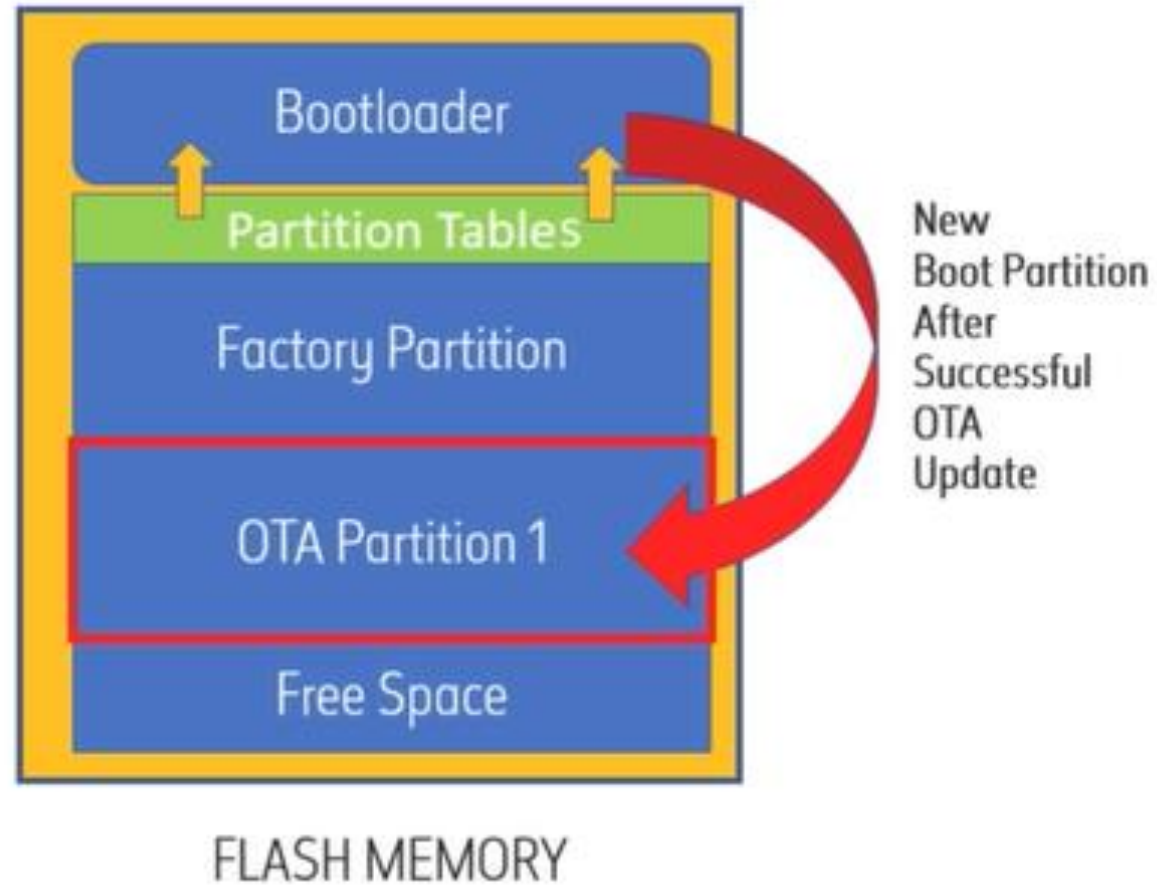 Bootloader
Partition Tables
Factory Partition
OTA Partition 1
Free Space
New
Boot Partition
After
Successful
OTA
Update
FLASH MEMORY